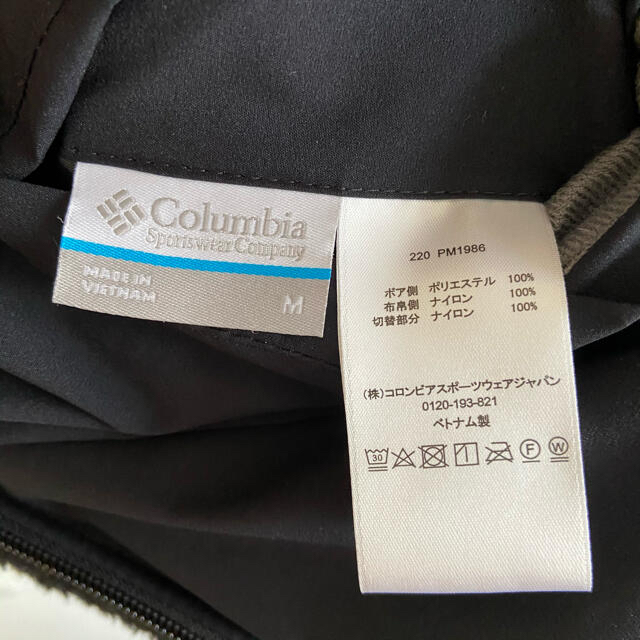 Columbia
Sportswear Company
MADE IN
VIETNAM
M
220 PM1986
ボア側 ポリエステル 100%
布帛側 ナイロン 100%
切替部分 ナイロン 100%
(株)コロンビアスポーツウェアジャパン
0120-193-821
ベトナム製
30
F
W